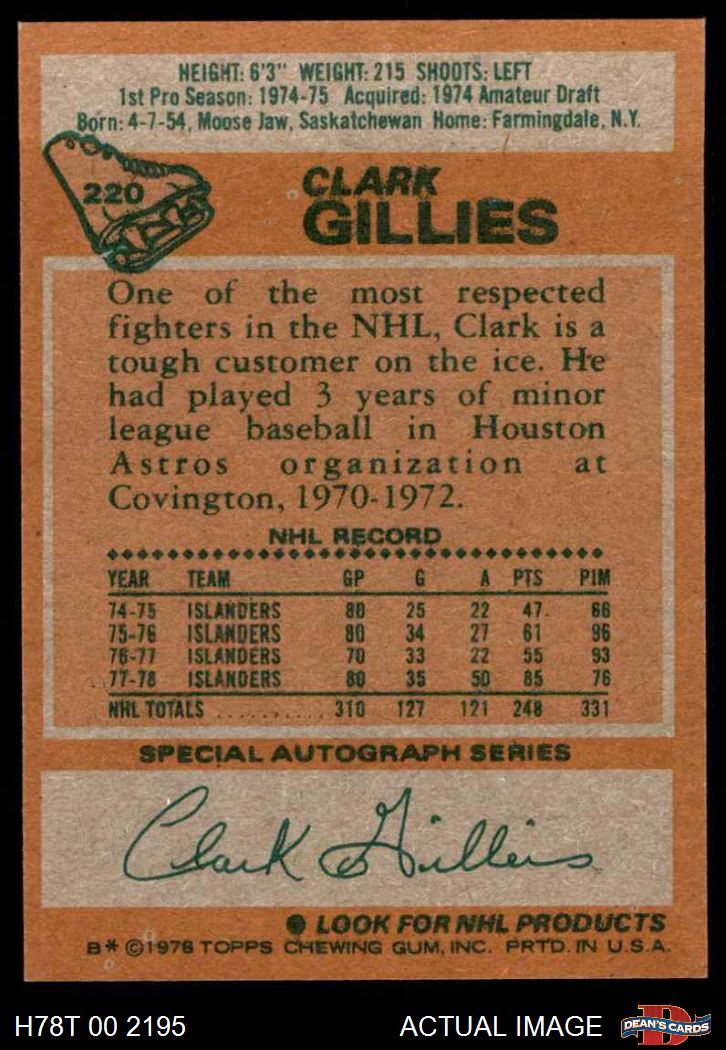 HEIGHT: 6'3" WEIGHT: 215 SHOOTS: LEFT
1st Pro Season: 1974-75 Acquired: 1974 Amateur Draft
Born: 4-7-54, Moose Jaw, Saskatchewan Home: Farmingdale, N.Y.
220
CLARK
GILLIES
One of the most respected
fighters in the NHL, Clark is a
tough customer on the ice. He
had played 3 years of minor
league baseball in Houston
Astros organization at
Covington, 1970-1972.
NHL RECORD
YEAR TEAM GP G A PTS PIM
74-75 ISLANDERS 80 25 22 47 66
75-76 ISLANDERS 80 34 27 61 96
76-77 ISLANDERS 70 33 22 55 93
77-78 ISLANDERS 80 35 50 85 76
NHL TOTALS .......... 310 127 121 248 331
SPECIAL AUTOGRAPH SERIES
Clark Gillies
LOOK FOR NHL PRODUCTS
B* ©1978 TOPPS CHEWING GUM, INC. PRTD. IN U.S.A.
H78T 00 2195 ACTUAL IMAGE DEAN'S CARDS